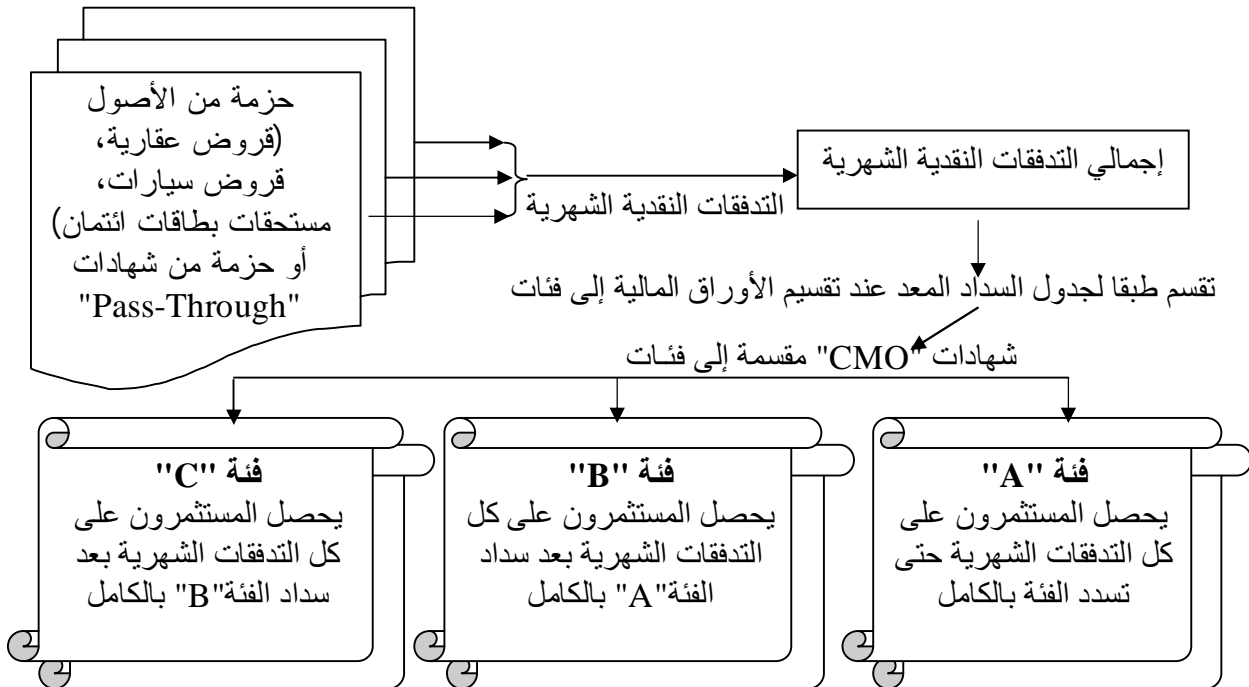 حزمة من الأصول
(قروض عقارية،
قروض سيارات،
مستحقات بطاقات ائتمان)
أو حزمة من شهادات
"Pass-Through"
التدفقات النقدية الشهرية
إجمالي التدفقات النقدية الشهرية
تقسم طبقا لجدول السداد المعد عند تقسيم الأوراق المالية إلى فئات
شهادات "CMO" مقسمة إلى فئـات
فئة "A"
يحصل المستثمرون على
كل التدفقات الشهرية حتى
تسدد الفئة بالكامل
فئة "B"
يحصل المستثمرون على كل
التدفقات الشهرية بعد سداد
الفئة"A" بالكامل
فئة "C"
يحصل المستثمرون على
كل التدفقات الشهرية بعد
سداد الفئة"B" بالكامل